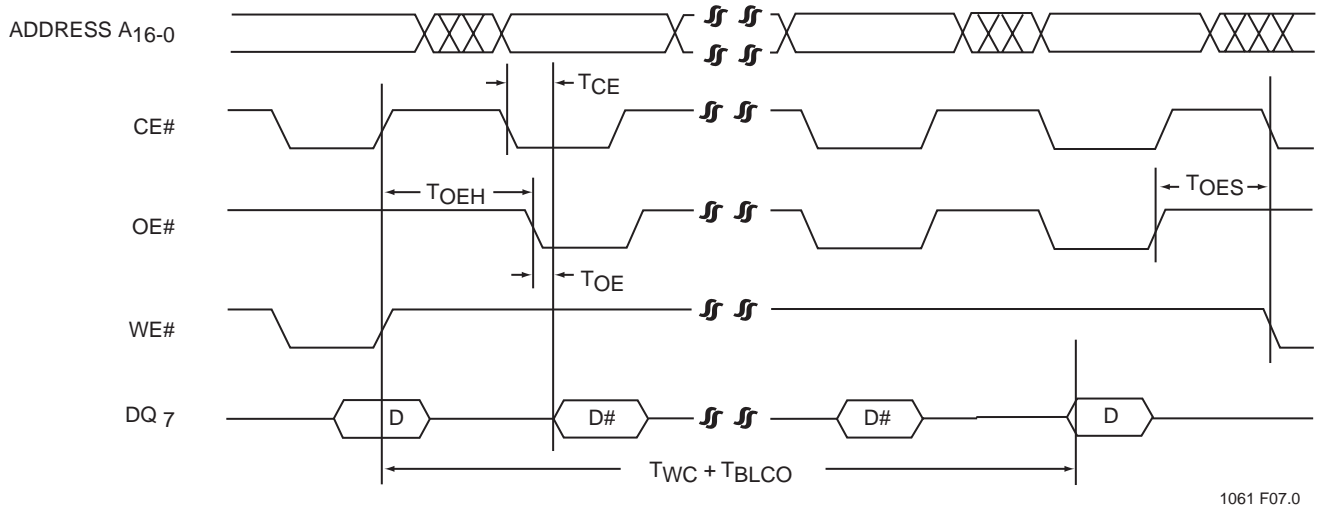 ADDRESS A16-0
TCE
CE#
TOEH
TOES
OE#
TOE
WE#
DQ 7
D
D#
D#
D
TWC + TBLCO
1061 F07.0